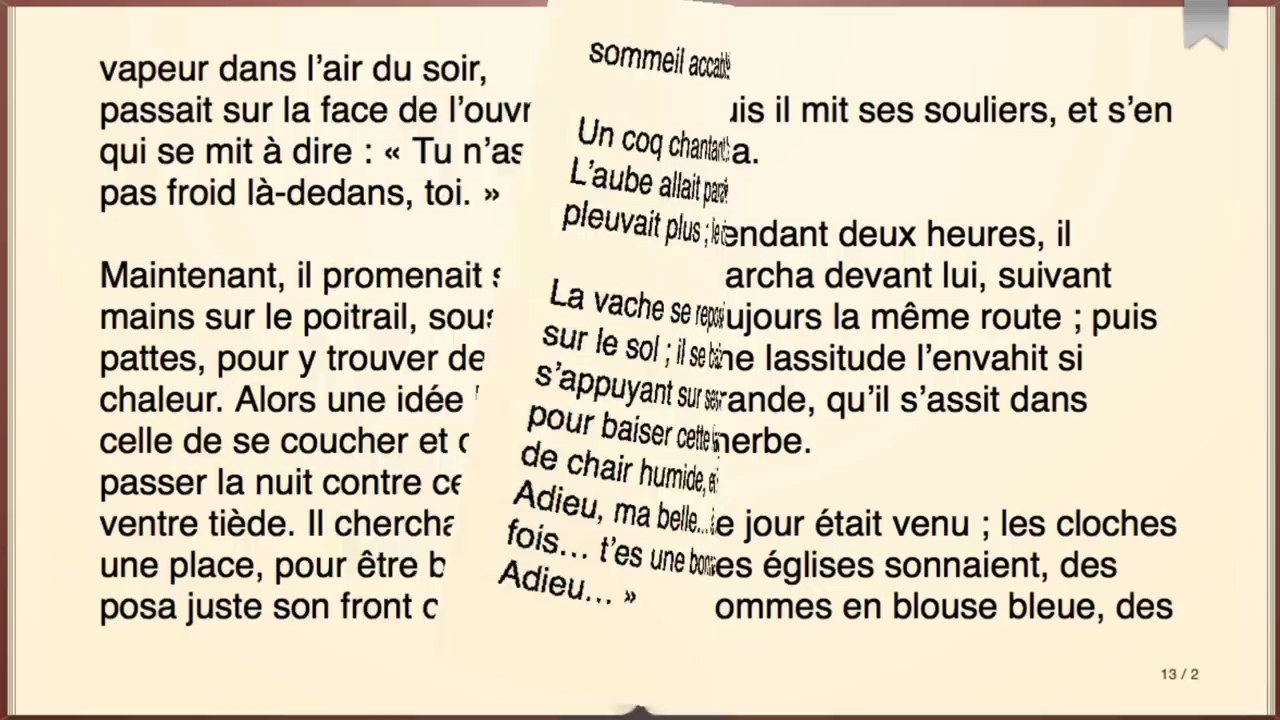 vapeur dans l’air du soir,
passait sur la face de l’ouvr
qui se mit à dire : « Tu n’as
pas froid là-dedans, toi. »
Maintenant, il promenait
mains sur le poitrail, sous
pattes, pour y trouver de
chaleur. Alors une idée
celle de se coucher et
passer la nuit contre ce
ventre tiède. Il chercha
une place, pour être
posa juste son front
sommeil
Un coq chantait
L’aube allait
pleuvait plus ;
La vache se
sur le sol ; il se
s’appuyant sur
pour baiser cette
de chair humide, et
Adieu, ma belle...
fois... t’es une bonne
Adieu... »
uis il mit ses souliers, et s’en
a.
endant deux heures, il
archa devant lui, suivant
ujours la même route ; puis
ne lassitude l’envahit si
rande, qu’il s’assit dans
herbe.
e jour était venu ; les cloches
es églises sonnaient, des
ommes en blouse bleue, des
13 / 2